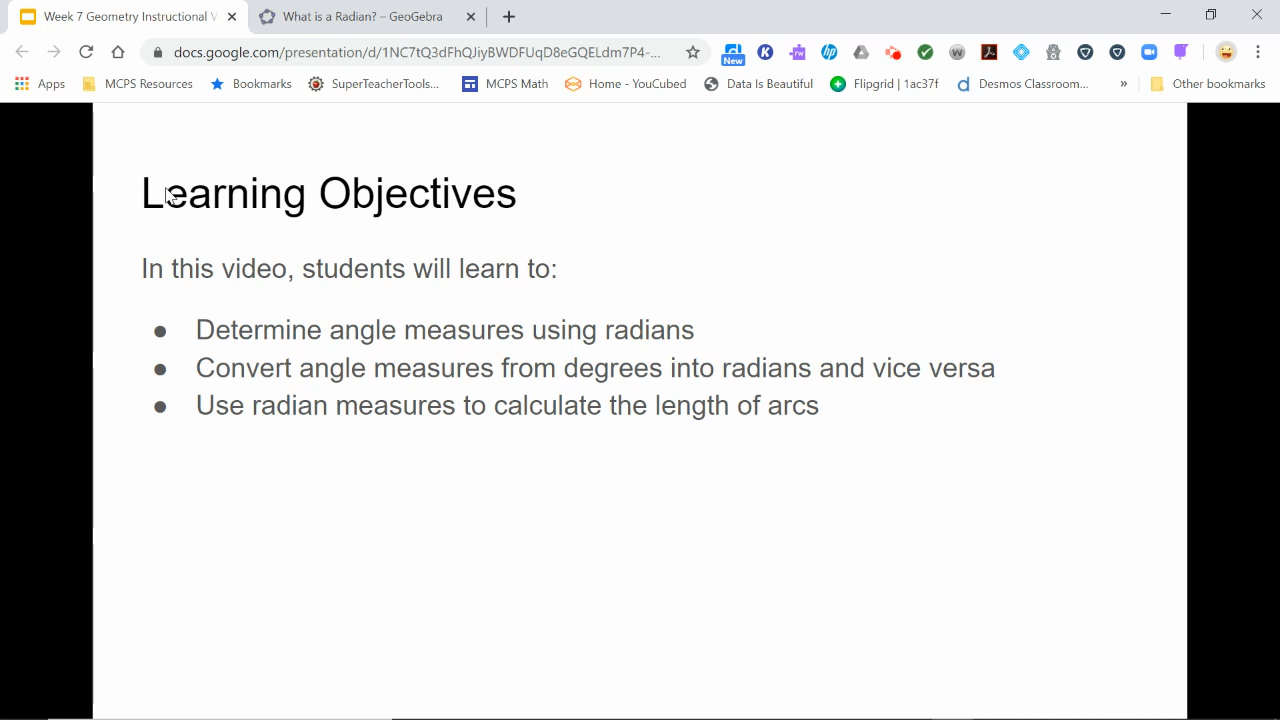 Week 7 Geometry Instructional V
What is a Radian? – GeoGebra
docs.google.com/presentation/d/1NC7tQ3dFhQJiyBWDFUqD8eGQELdm7P4-...
New
Apps
MCPS Resources
Bookmarks
SuperTeacherTools...
MCPS Math
Home - YouCubed
Data Is Beautiful
Flipgrid | 1ac37f
Desmos Classroom...
»
Other bookmarks
Learning Objectives
In this video, students will learn to:
● Determine angle measures using radians
● Convert angle measures from degrees into radians and vice versa
● Use radian measures to calculate the length of arcs